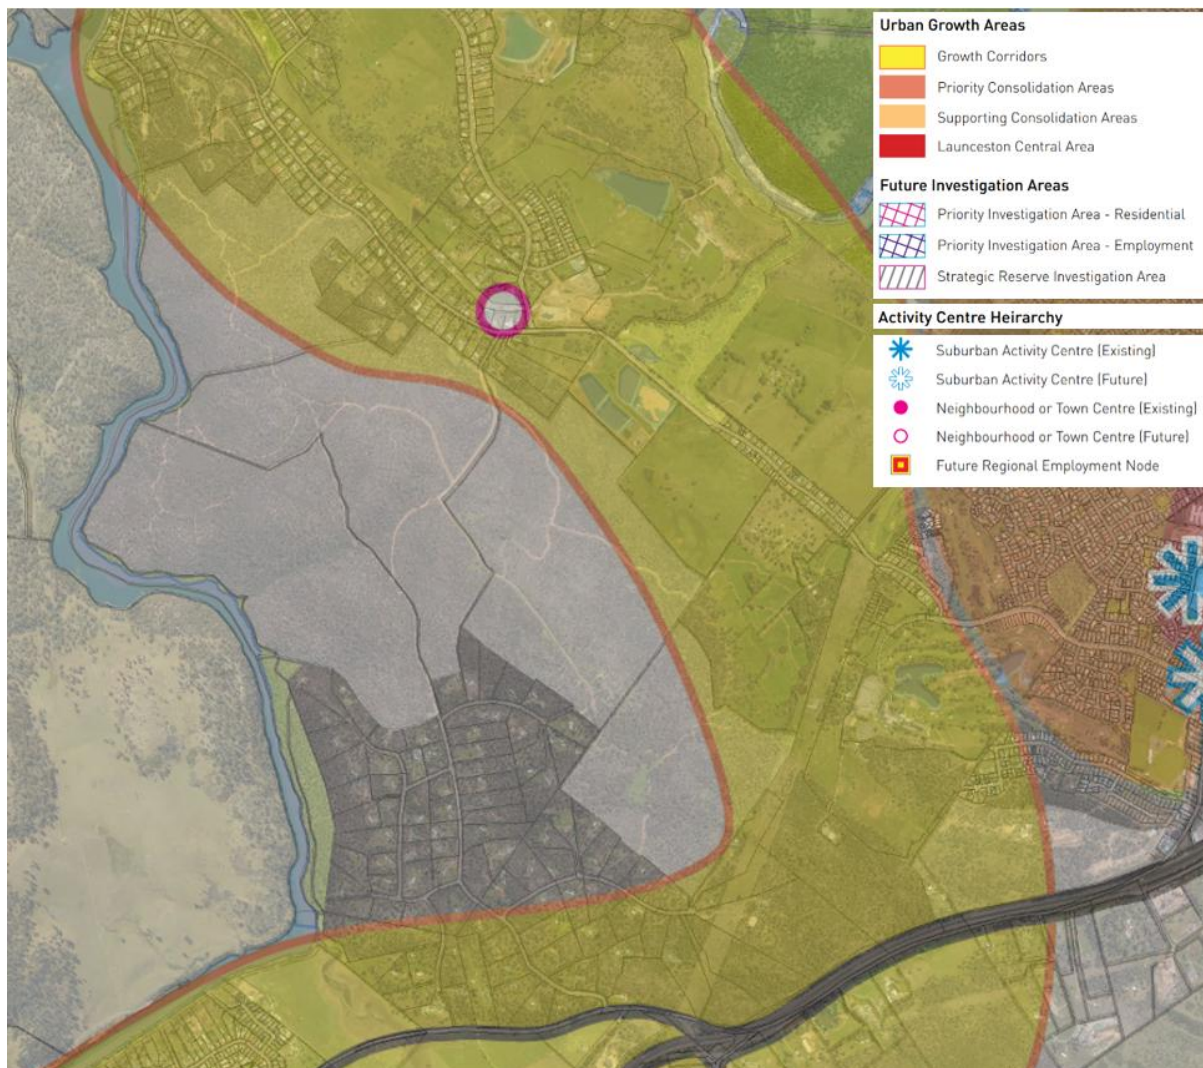 Urban Growth Areas
Growth Corridors
Priority Consolidation Areas
Supporting Consolidation Areas
Launceston Central Area
Future Investigation Areas
Priority Investigation Area - Residential
Priority Investigation Area - Employment
Strategic Reserve Investigation Area
Activity Centre Heirarchy
Suburban Activity Centre (Existing)
Suburban Activity Centre (Future)
Neighbourhood or Town Centre (Existing)
Neighbourhood or Town Centre (Future)
Future Regional Employment Node